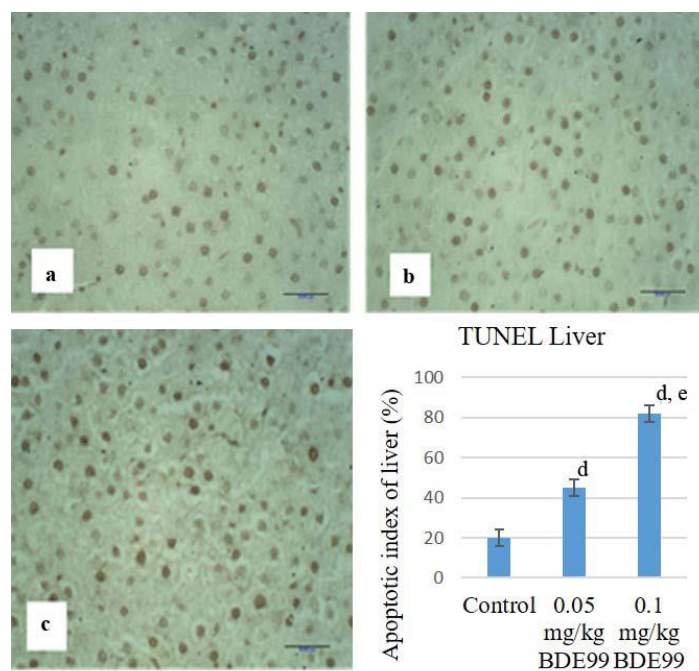 a
b
c
TUNEL Liver
Apoptotic index of liver (%)
100
80
60
40
20
0
d
d, e
Control
0.05
mg/kg
BDE99
0.1
mg/kg
BDE99